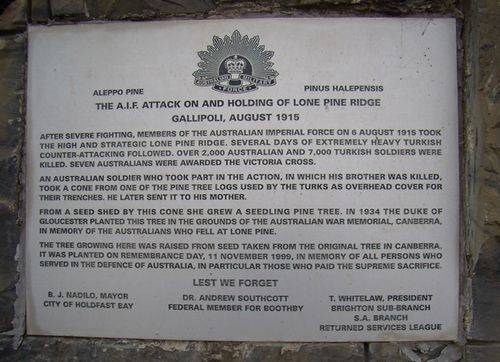 AUSTRALIAN MILITARY
FORCES
ALEPPO PINE PINUS HALEPENSIS
THE A.I.F. ATTACK ON AND HOLDING OF LONE PINE RIDGE
GALLIPOLI, AUGUST 1915
AFTER SEVERE FIGHTING, MEMBERS OF THE AUSTRALIAN IMPERIAL FORCE ON 6 AUGUST 1915 TOOK
THE HIGH AND STRATEGIC LONE PINE RIDGE. SEVERAL DAYS OF EXTREMELY HEAVY TURKISH
COUNTER-ATTACKING FOLLOWED. OVER 2,000 AUSTRALIAN AND 7,000 TURKISH SOLDIERS WERE
KILLED. SEVEN AUSTRALIANS WERE AWARDED THE VICTORIA CROSS.
AN AUSTRALIAN SOLDIER WHO TOOK PART IN THE ACTION, IN WHICH HIS BROTHER WAS KILLED,
TOOK A CONE FROM ONE OF THE PINE TREE LOGS USED BY THE TURKS AS OVERHEAD COVER FOR
THEIR TRENCHES. HE LATER SENT IT TO HIS MOTHER.
FROM A SEED SHED BY THIS CONE SHE GREW A SEEDLING PINE TREE. IN 1934 THE DUKE OF
GLOUCESTER PLANTED THIS TREE IN THE GROUNDS OF THE AUSTRALIAN WAR MEMORIAL, CANBERRA,
IN MEMORY OF THE AUSTRALIANS WHO FELL AT LONE PINE.
THE TREE GROWING HERE WAS RAISED FROM SEED TAKEN FROM THE ORIGINAL TREE IN CANBERRA.
IT WAS PLANTED ON REMEMBRANCE DAY, 11 NOVEMBER 1999, IN MEMORY OF ALL PERSONS WHO
SERVED IN THE DEFENCE OF AUSTRALIA, IN PARTICULAR THOSE WHO PAID THE SUPREME SACRIFICE.
LEST WE FORGET
B. J. NADILO, MAYOR
CITY OF HOLDFAST BAY
DR. ANDREW SOUTHCOTT
FEDERAL MEMBER FOR BOOTHBY
T. WHITELAW, PRESIDENT
BRIGHTON SUB-BRANCH
S.A. BRANCH
RETURNED SERVICES LEAGUE